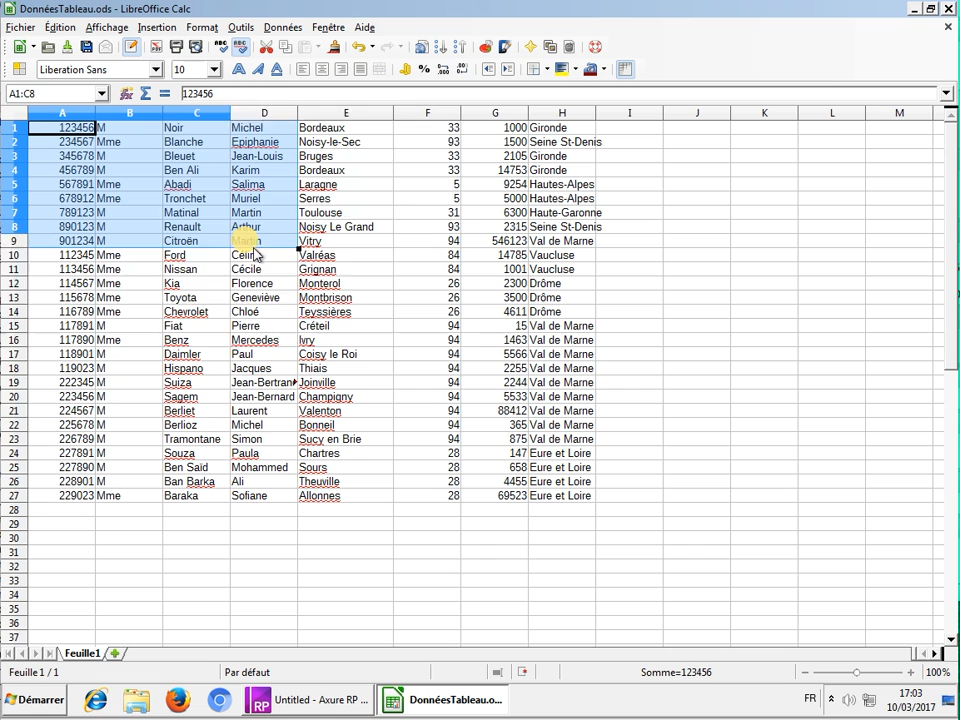 DonnéesTableau.ods - LibreOffice Calc
Fichier Édition Affichage Insertion Format Outils Données Fenêtre Aide
Liberation Sans 10
A1:C8 123456
A B C D E F G H I J K L M
1 123456 M Noir Michel Bordeaux 33 1000 Gironde
2 234567 Mme Blanche Epiphanie Noisy-le-Sec 93 1500 Seine St-Denis
3 345678 M Bleuet Jean-Louis Bruges 33 2105 Gironde
4 456789 M Ben Ali Karim Bordeaux 33 14753 Gironde
5 567891 Mme Abadi Salima Laragne 5 9254 Hautes-Alpes
6 678912 Mme Tronchet Muriel Serres 5 5000 Hautes-Alpes
7 789123 M Matinal Martin Toulouse 31 6300 Haute-Garonne
8 890123 M Renault Arthur Noisy Le Grand 93 2315 Seine St-Denis
9 901234 M Citroën Martin Vitry 94 546123 Val de Marne
10 112345 Mme Ford Valréas 84 14785 Vaucluse
11 113456 Mme Nissan Cécile Grignan 84 1001 Vaucluse
12 114567 Mme Kia Florence Monterol 26 2300 Drôme
13 115678 Mme Toyota Geneviève Montbrison 26 3500 Drôme
14 116789 Mme Chevrolet Chloé Teyssières 26 4611 Drôme
15 117891 M Fiat Pierre Créteil 94 15 Val de Marne
16 117890 Mme Benz Mercedes Ivry 94 1463 Val de Marne
17 118901 M Daimler Paul Coisy le Roi 94 5566 Val de Marne
18 119023 M Hispano Jacques Thiais 94 2255 Val de Marne
19 222345 M Suiza Jean-Bertran Joinville 94 2244 Val de Marne
20 223456 M Sagem Jean-Bernard Champigny 94 5533 Val de Marne
21 224567 M Berliet Laurent Valenton 94 88412 Val de Marne
22 225678 M Berlioz Michel Bonneil 94 365 Val de Marne
23 226789 M Tramontane Simon Sucy en Brie 94 875 Val de Marne
24 227891 M Souza Paula Chartres 28 147 Eure et Loire
25 227890 M Ben Saïd Mohammed Sours 28 658 Eure et Loire
26 228901 M Ban Barka Ali Theuville 28 4455 Eure et Loire
27 229023 Mme Baraka Sofiane Allonnes 28 69523 Eure et Loire
28
29
30
31
32
33
34
35
36
37
Feuille1
Feuille 1 / 1 Par défaut Somme=123456 100%
Démarrer Untitled - Axure RP ... DonnéesTableau.o... FR 17:03
10/03/2017